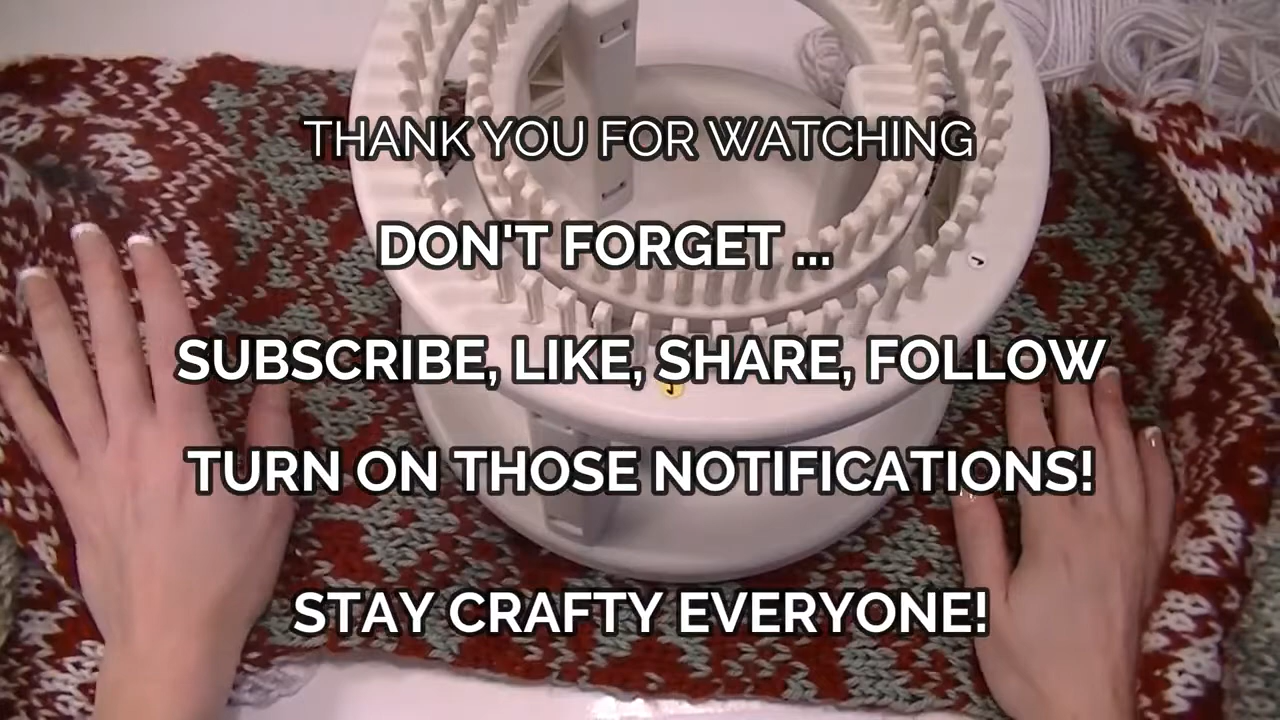 THANK YOU FOR WATCHING
DON'T FORGET ...
SUBSCRIBE, LIKE, SHARE, FOLLOW
TURN ON THOSE NOTIFICATIONS!
STAY CRAFTY EVERYONE!